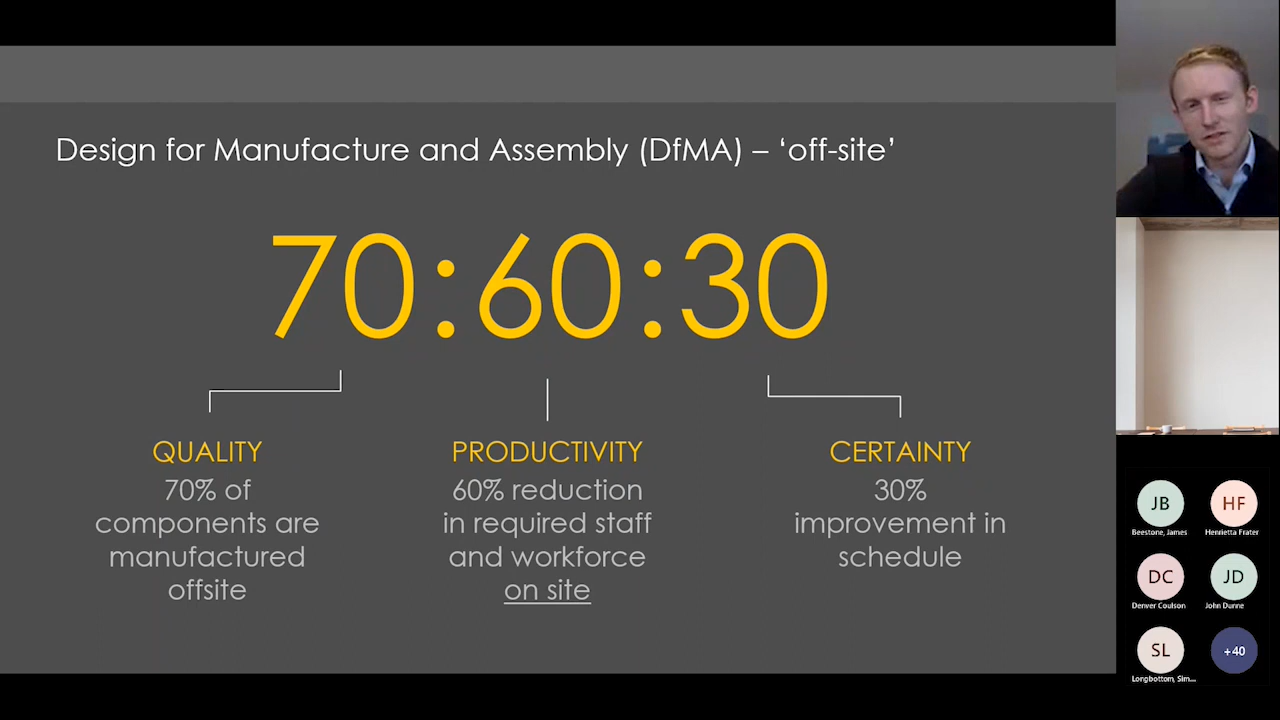 Design for Manufacture and Assembly (DfMA) – ‘off-site’
70:60:30
QUALITY
70% of
components are
manufactured
offsite
PRODUCTIVITY
60% reduction
in required staff
and workforce
on site
CERTAINTY
30%
improvement in
schedule
JB
HF
Beestone, James
Henrietta Frater
DC
JD
Denver Coulson
John Dunne
SL
+40
Longbottom, Sim...